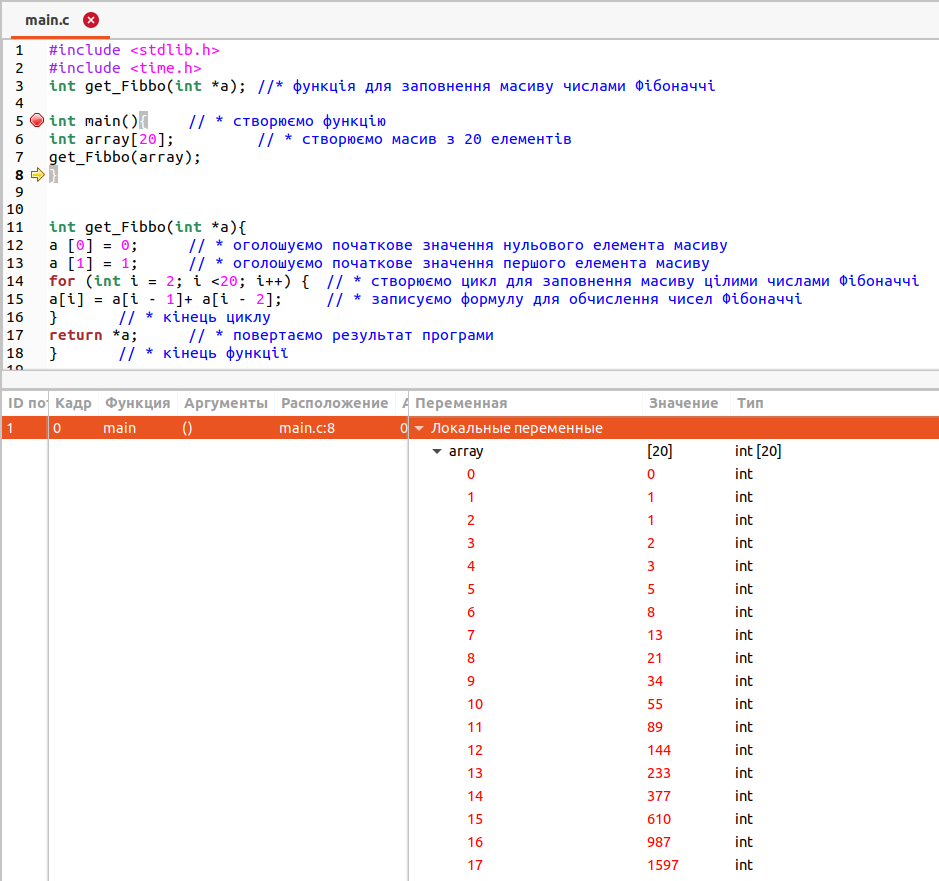 main.c
1 #include <stdlib.h>
2 #include <time.h>
3 int get_Fibbo(int *a); //* функція для заповнення масиву числами Фібоначчі
4
5 int main(){ // * створюємо функцію
6 int array[20]; // * створюємо масив з 20 елементів
7 get_Fibbo(array);
8 }
9
10
11 int get_Fibbo(int *a){
12 a [0] = 0; // * оголошуємо початкове значення нульового елемента масиву
13 a [1] = 1; // * оголошуємо початкове значення першого елемента масиву
14 for (int i = 2; i <20; i++) { // * створюємо цикл для заповнення масиву цілими числами Фібоначчі
15 a[i] = a[i - 1]+ a[i - 2]; // * записуємо формулу для обчислення чисел Фібоначчі
16 } // * кінець циклу
17 return *a; // * повертаємо результат програми
18 } // * кінець функції
ID пот Кадр Функция Аргументы Расположение А Переменная Значение Тип
1 0 main () main.c:8 0 Локальные переменные
array [20] int [20]
0 0 int
1 1 int
2 1 int
3 2 int
4 3 int
5 5 int
6 8 int
7 13 int
8 21 int
9 34 int
10 55 int
11 89 int
12 144 int
13 233 int
14 377 int
15 610 int
16 987 int
17 1597 int